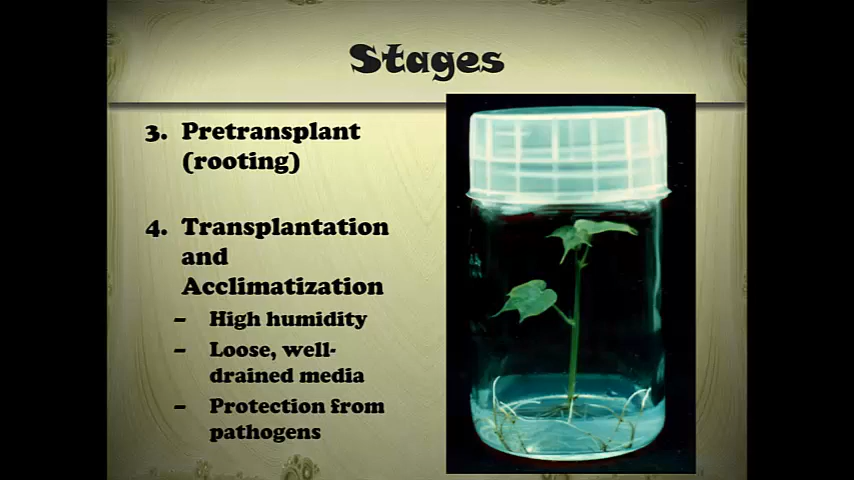 Stages
3. Pretransplant
(rooting)
4. Transplantation
and
Acclimatization
– High humidity
– Loose, well-
drained media
– Protection from
pathogens